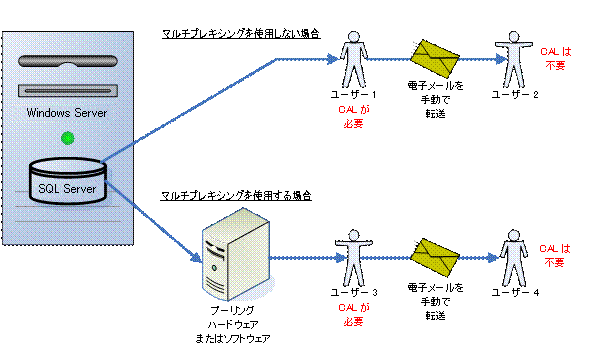 マルチプレキシングを使用しない場合
Windows Server
SQL Server
ユーザー1
CAL が
必要
電子メールを
手動で
転送
ユーザー2
CAL は
不要
マルチプレキシングを使用する場合
プーリング
ハードウェア
またはソフトウェア
ユーザー3
CAL が
必要
電子メールを
手動で
転送
ユーザー4
CAL は
不要